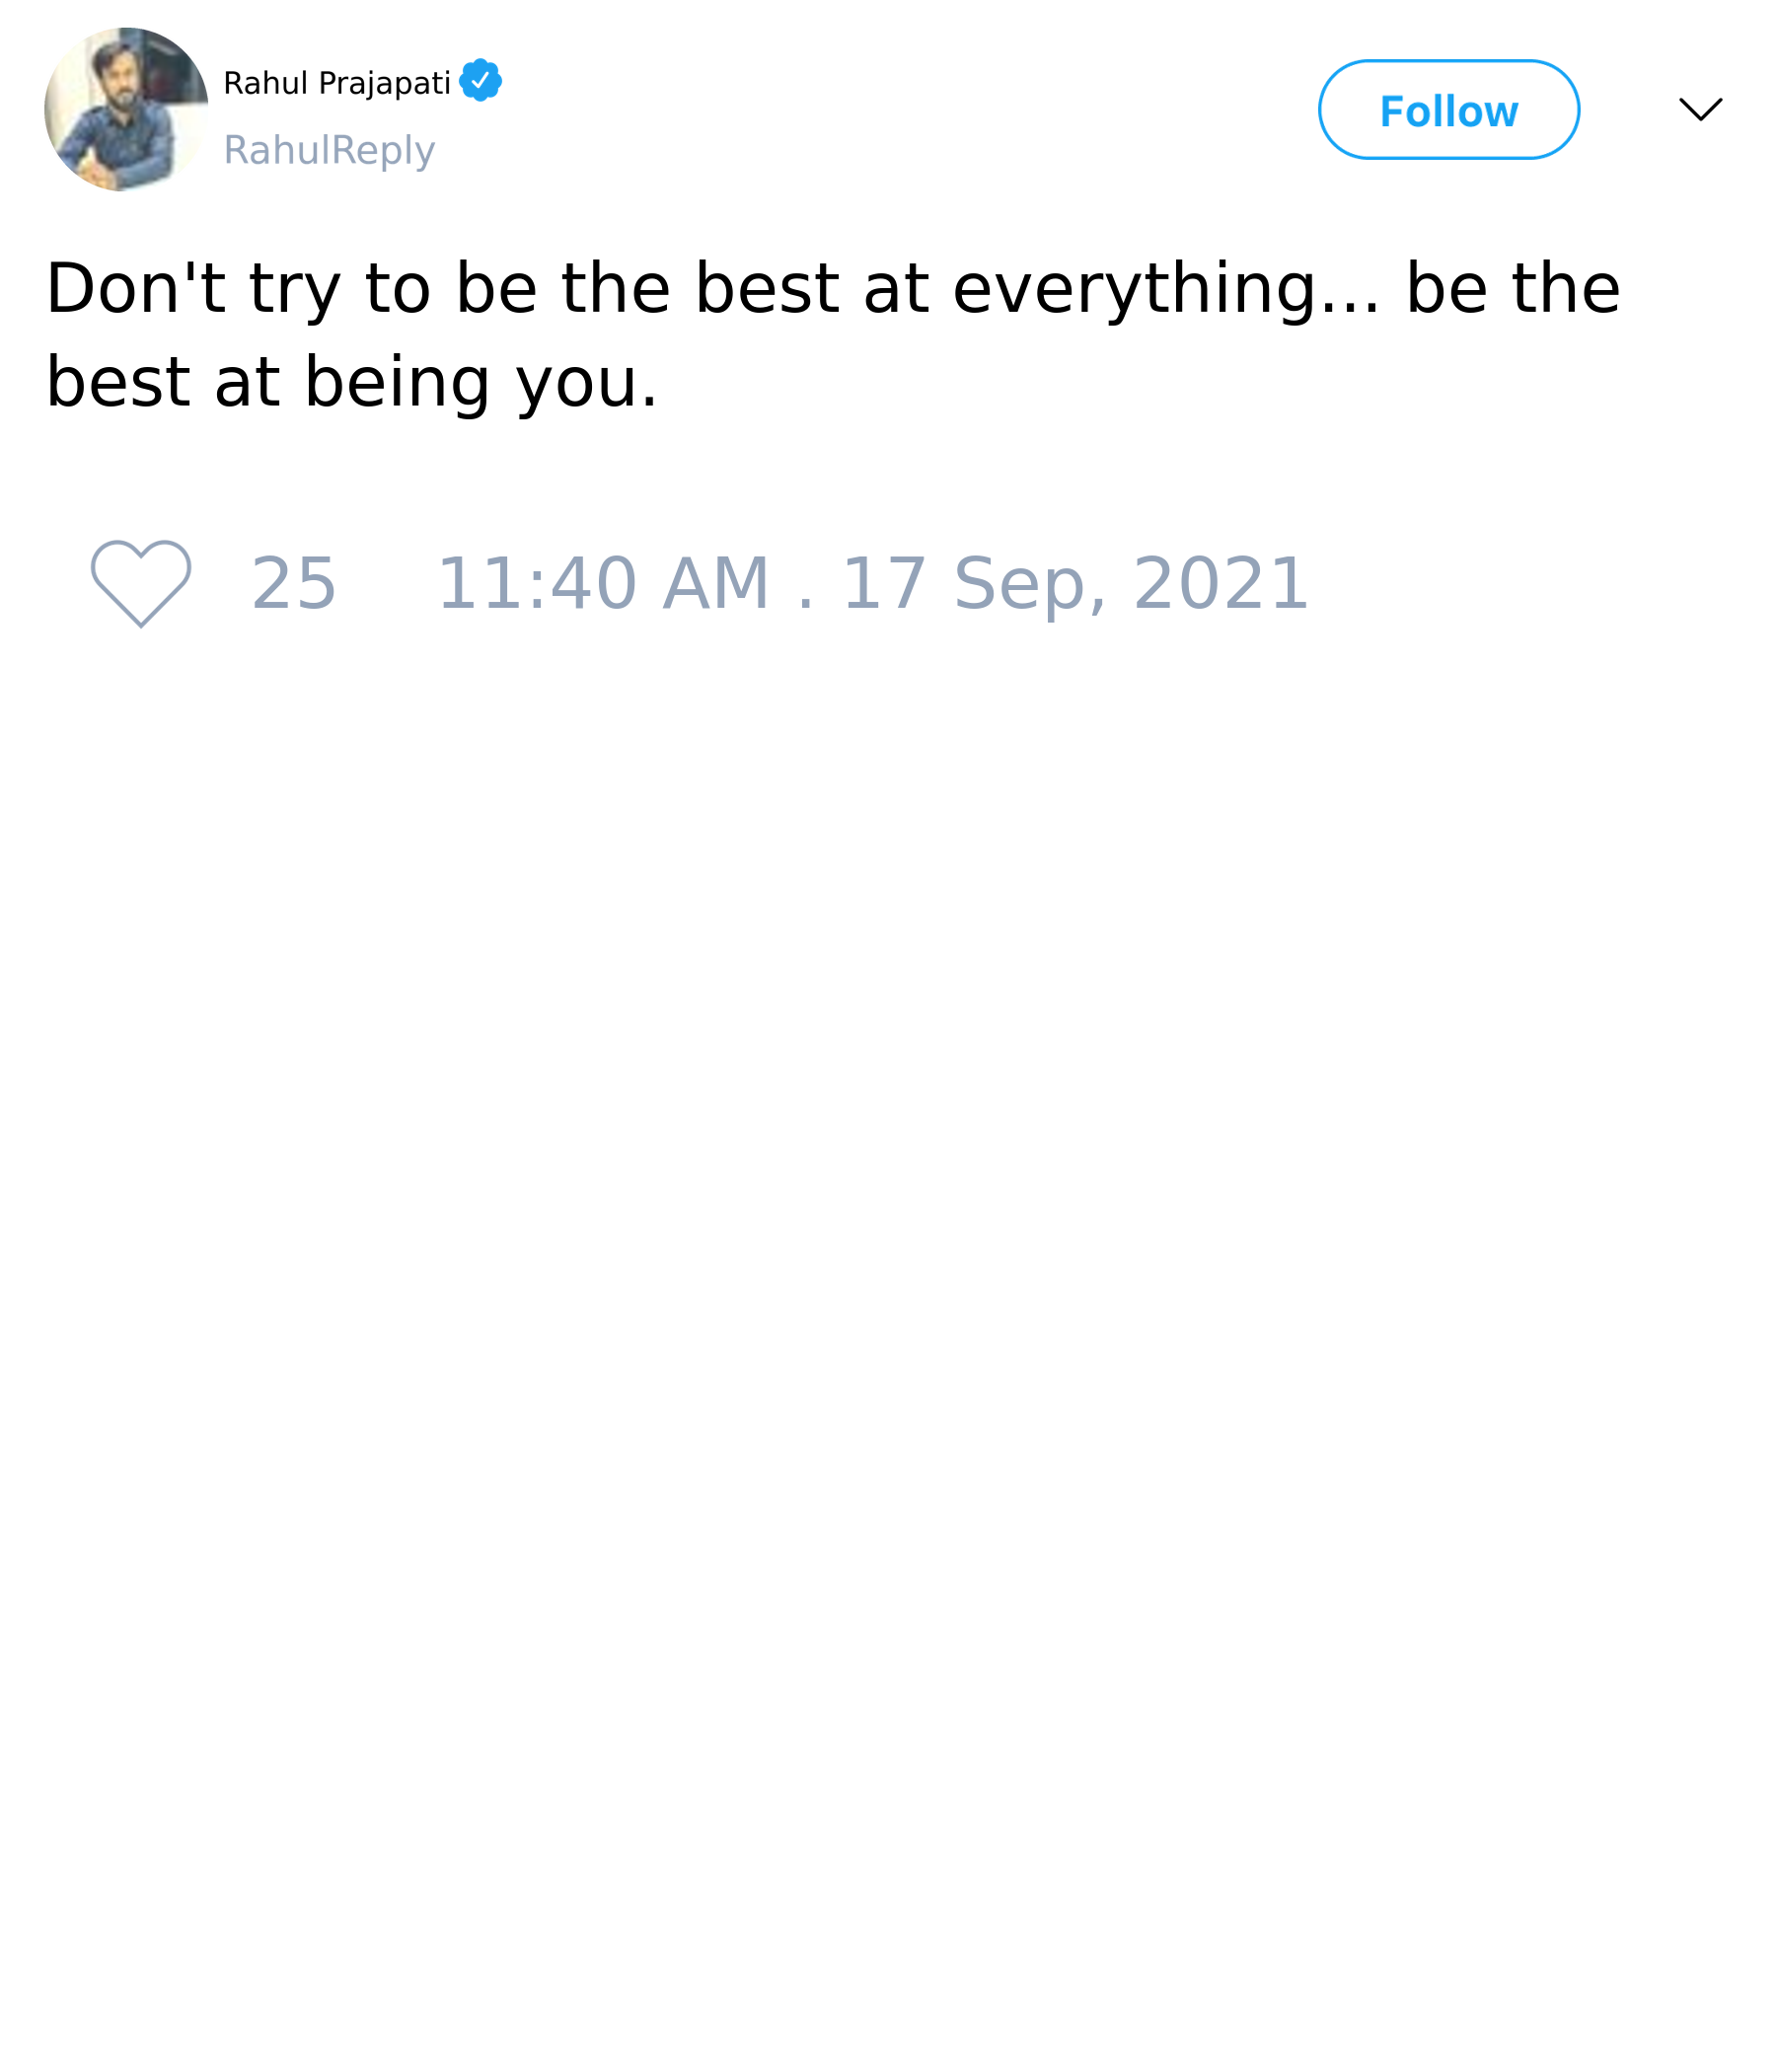 Rahul Prajapati
RahulReply
Follow
Don't try to be the best at everything... be the
best at being you.
25 11:40 AM . 17 Sep, 2021